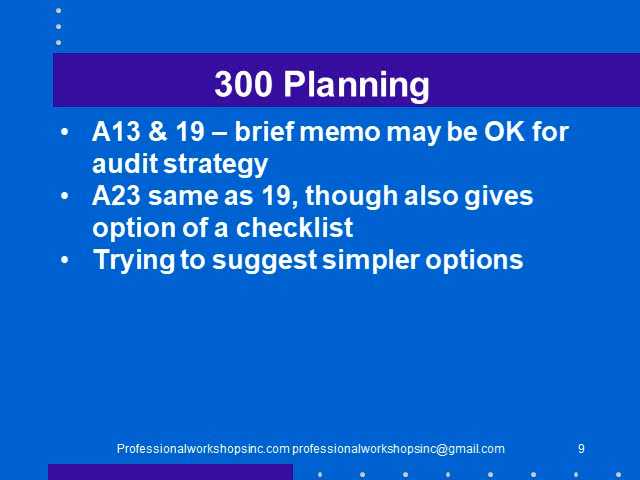 300 Planning
• A13 & 19 – brief memo may be OK for
audit strategy
• A23 same as 19, though also gives
option of a checklist
• Trying to suggest simpler options
Professionalworkshopsinc.com professionalworkshopsinc@gmail.com 9